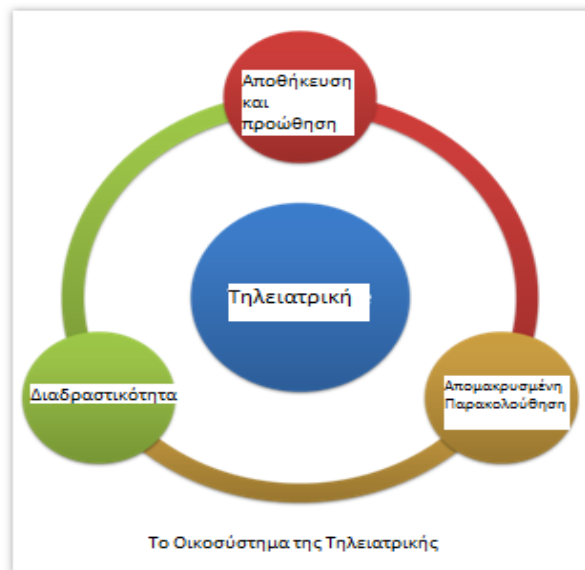 Αποθήκευση
και
προώθηση
Τηλειατρική
Διαδραστικότητα
Απομακρυσμένη
Παρακολούθηση
Το Οικοσύστημα της Τηλειατρικής